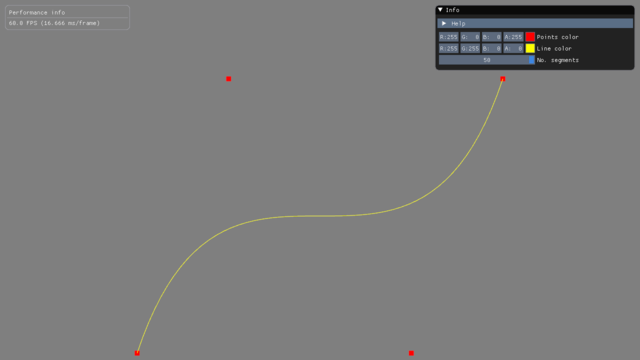 Performance info
60.0 FPS (16.666 ms/frame)
Info
Help
R:255 G: 0 B: 0 A:255 Points color
R:255 G:255 B: 0 A: 0 Line color
50 No. segments